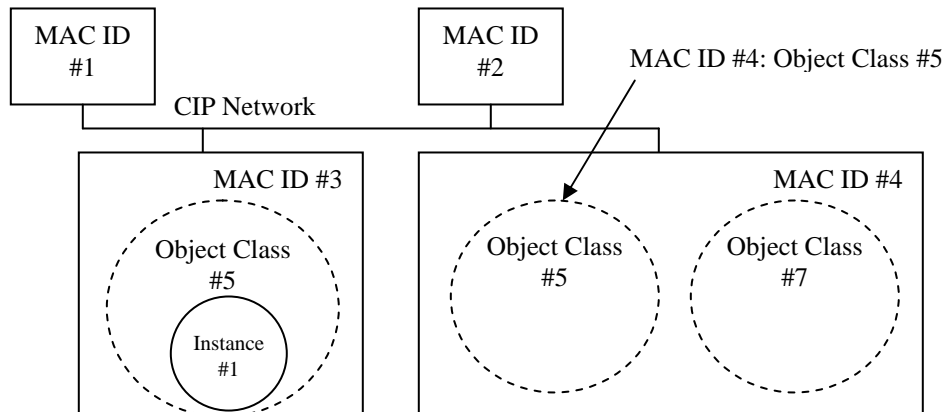 MAC ID
#1
MAC ID
#2
MAC ID #4: Object Class #5
CIP Network
MAC ID #3
MAC ID #4
Object Class
#5
Object Class
#5
Object Class
#7
Instance
#1